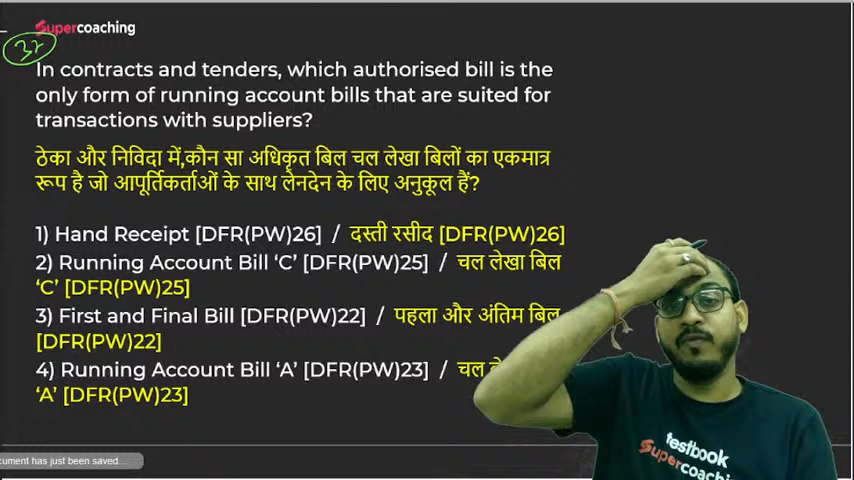 Supercoaching
32
In contracts and tenders, which authorised bill is the
only form of running account bills that are suited for
transactions with suppliers?
ठेका और निविदा में,कौन सा अधिकृत बिल चल लेखा बिलों का एकमात्र
रूप है जो आपूर्तिकर्ताओं के साथ लेनदेन के लिए अनुकूल हैं?
1) Hand Receipt [DFR(PW)26] / दस्ती रसीद [DFR(PW)26]
2) Running Account Bill ‘C’ [DFR(PW)25] / चल लेखा बिल
‘C’ [DFR(PW)25]
3) First and Final Bill [DFR(PW)22] / पहला और अंतिम बिल
[DFR(PW)22]
4) Running Account Bill ‘A’ [DFR(PW)23] / चल
‘A’ [DFR(PW)23]
document has just been saved...
testbook
Supercoaching